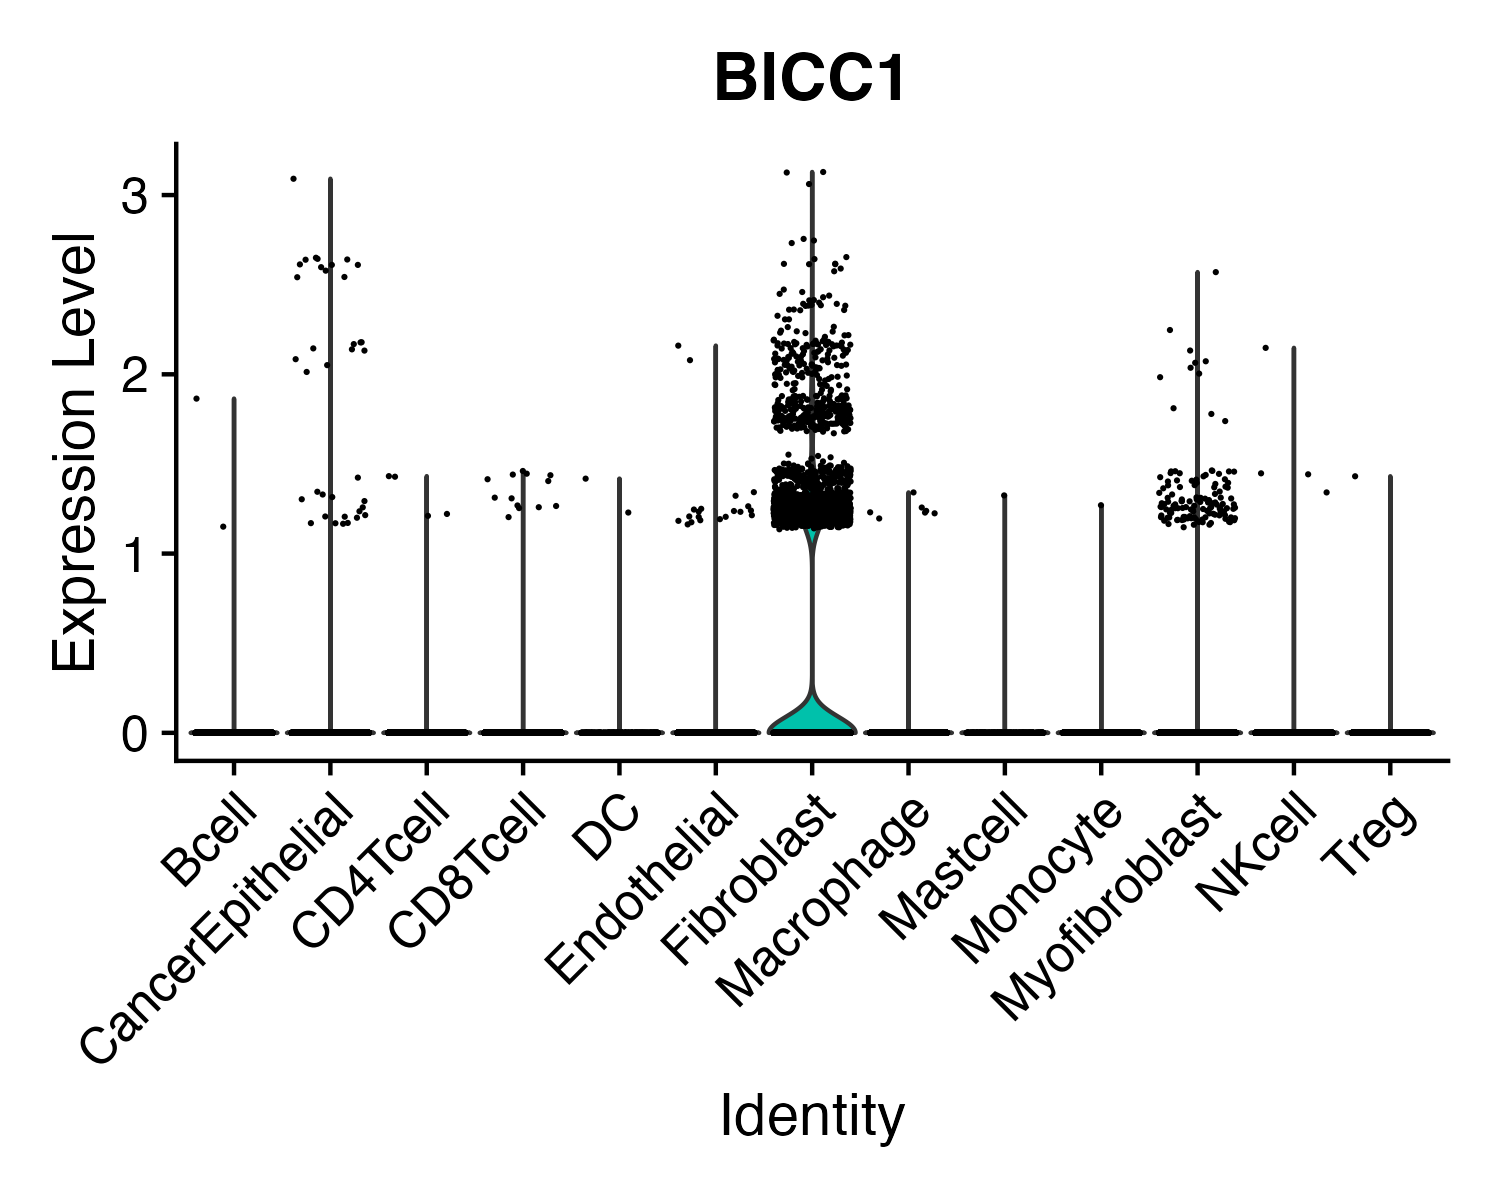 BICC1
Expression Level
3
2
1
0
Bcell
CancerEpithelial
CD4Tcell
CD8Tcell
DC
Endothelial
Fibroblast
Macrophage
Mastcell
Monocyte
Myofibroblast
NKcell
Treg
Identity